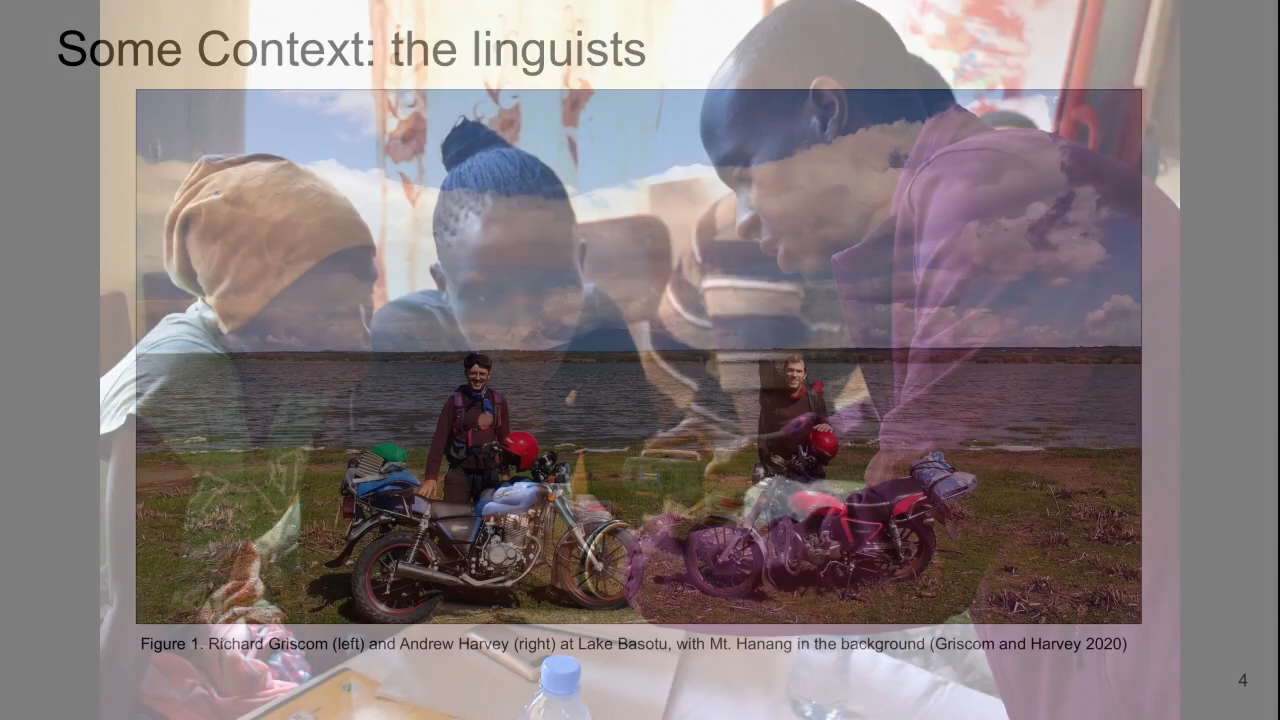 Some Context: the linguists
Figure 1. Richard Griscom (left) and Andrew Harvey (right) at Lake Basotu, with Mt. Hanang in the background (Griscom and Harvey 2020)
4